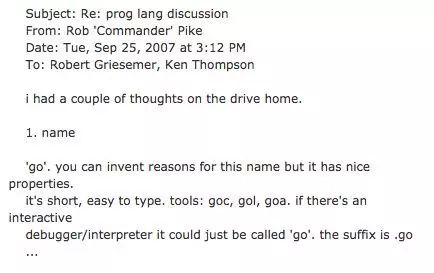 Subject: Re: prog lang discussion
From: Rob 'Commander' Pike
Date: Tue, Sep 25, 2007 at 3:12 PM
To: Robert Griesemer, Ken Thompson
i had a couple of thoughts on the drive home.
1. name
'go'. you can invent reasons for this name but it has nice
properties.
it's short, easy to type. tools: goc, gol, goa. if there's an
interactive
debugger/interpreter it could just be called 'go'. the suffix is .go
...